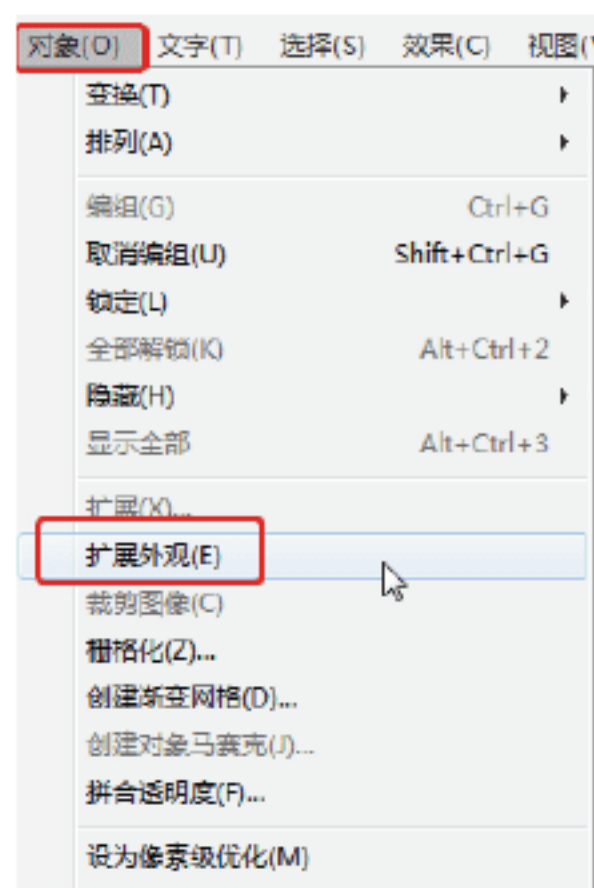 对象(O) 文字(T) 选择(S) 效果(C) 视图(
变换(T)
排列(A)
编组(G) Ctrl+G
取消编组(U) Shift+Ctrl+G
锁定(L)
全部解锁(K) Alt+Ctrl+2
隐藏(H)
显示全部 Alt+Ctrl+3
扩展(X)...
扩展外观(E)
裁剪图像(C)
栅格化(Z)...
创建渐变网格(D)...
创建对象马赛克(J)...
拼合透明度(F)...
设为像素级优化(M)